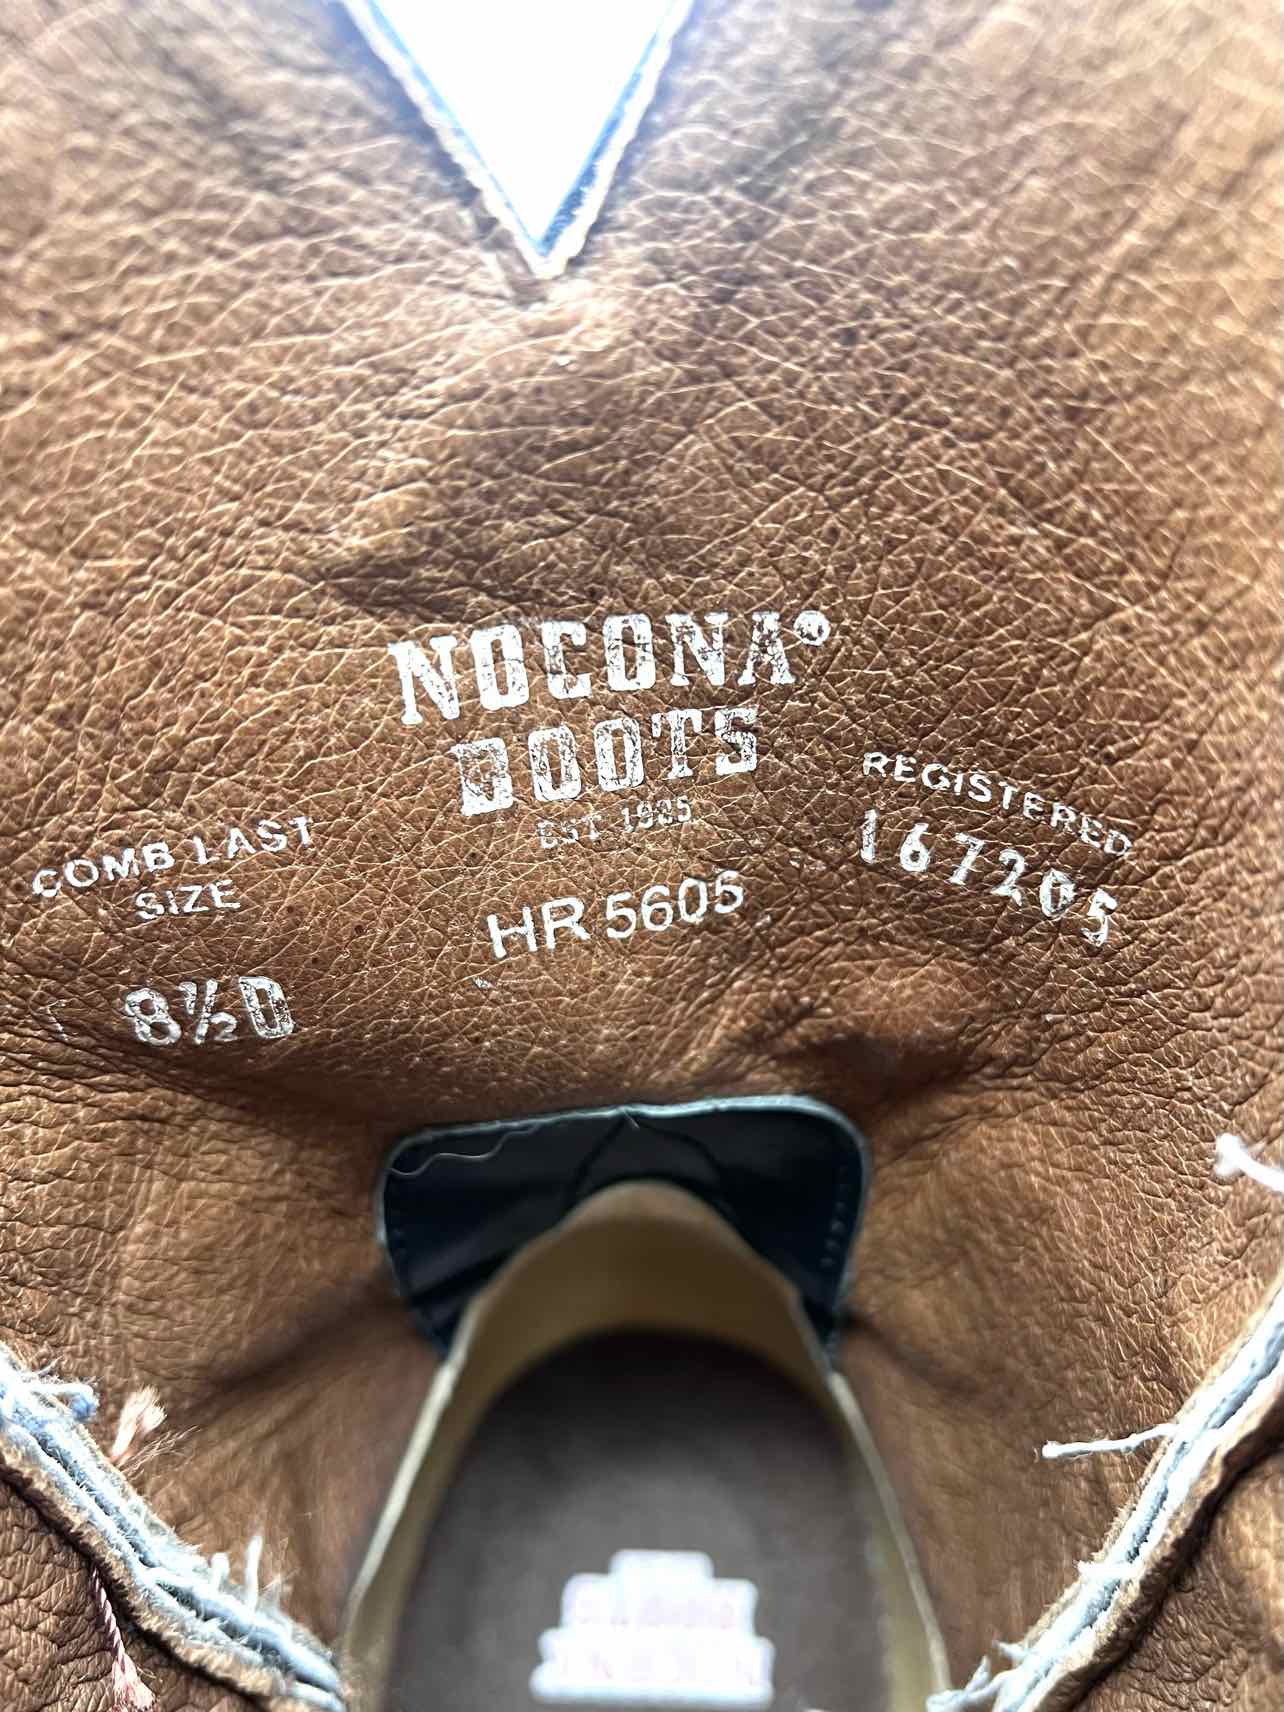 NOCONA®
BOOTS
EST 1925
COMB LAST
SIZE
8½D
HR 5605
REGISTERED
167205